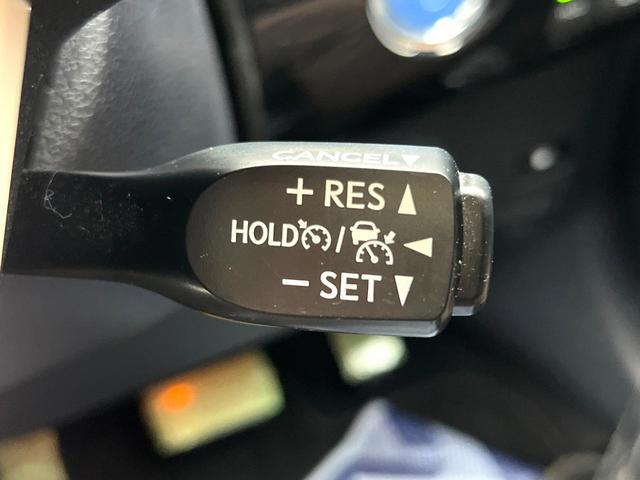 CANCEL▼
+ RES ▲
HOLD / ◀
− SET ▼